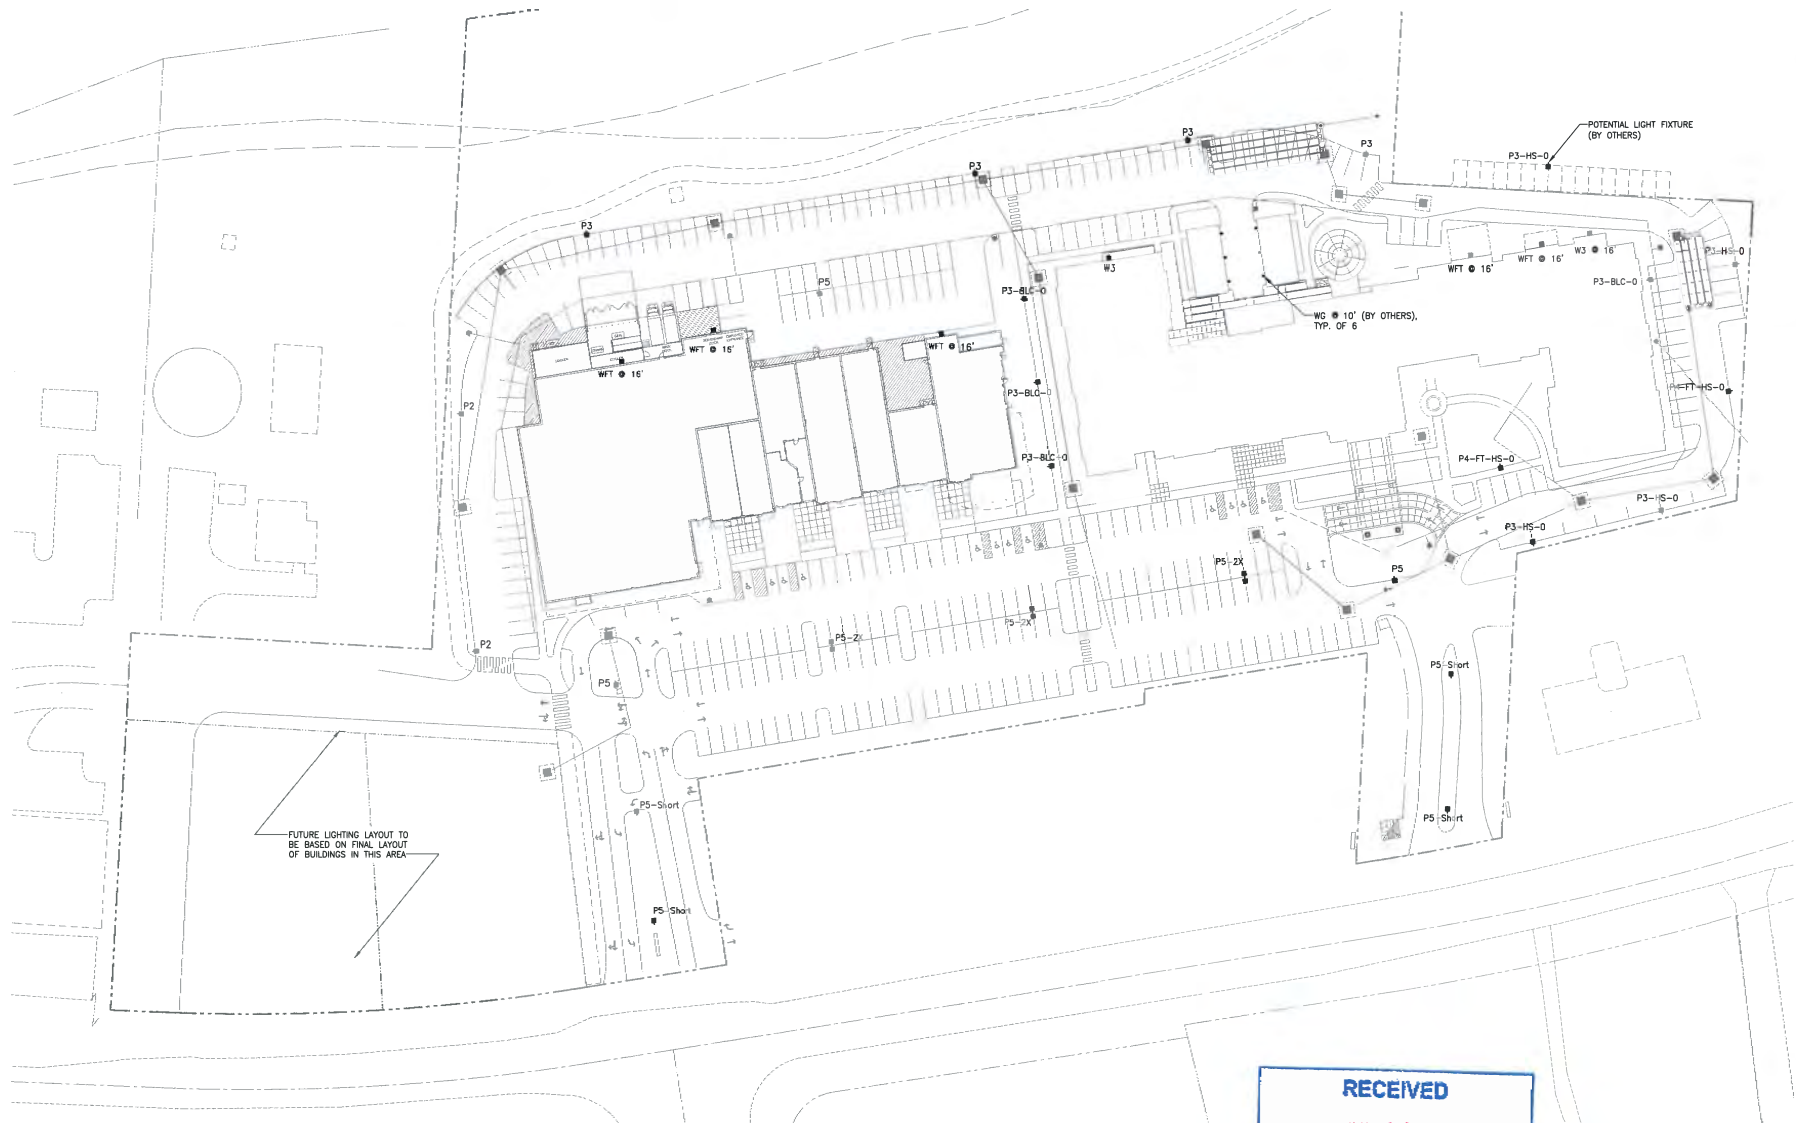 POTENTIAL LIGHT FIXTURE
(BY OTHERS)
P3
P3
P3
P3-HS-0
P3
P5
W3
WFT @ 16'
WFT @ 16'
W3 @ 16'
P3-HS-0
P3-BLC-0
P3-BLC-0
WG @ 10' (BY OTHERS),
TYP. OF 6
WFT @ 16'
WFT @ 16'
WFT @ 16'
P3-BLC-0
P4-FT-HS-0
P2
P3-BLC-0
P4-FT-HS-0
P3-HS-0
P3-HS-0
P5-2X
P5
P5-2X
P5-2X
P2
P5-Short
P5
P5-Short
P5-Short
FUTURE LIGHTING LAYOUT TO
BE BASED ON FINAL LAYOUT
OF BUILDINGS IN THIS AREA
P5-Short
RECEIVED